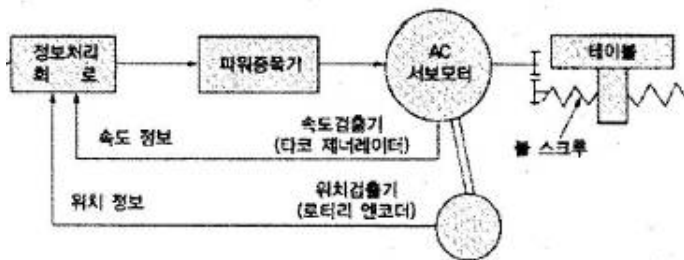 정보처리
회 로
파워증폭기
AC
서보모터
테이블
볼 스크루
속도 정보
속도검출기
(타코 제너레이터)
위치 정보
위치검출기
(로터리 엔코더)